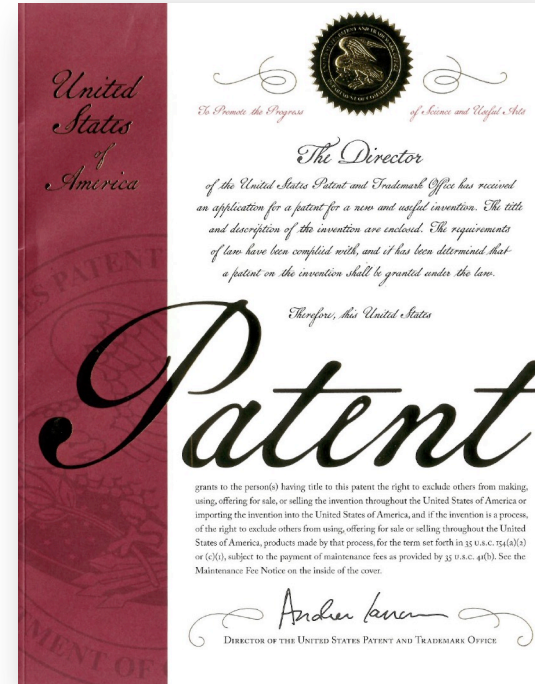 United
States
of
America
To Promote the Progress
of Science and Useful Arts
The Director
of the United States Patent and Trademark Office has received
an application for a patent for a new and useful invention. The title
and description of the invention are enclosed. The requirements
of law have been complied with, and it has been determined that
a patent on the invention shall be granted under the law.
Therefore, this United States
Patent
grants to the person(s) having title to this patent the right to exclude others from making,
using, offering for sale, or selling the invention throughout the United States of America or
importing the invention into the United States of America, and if the invention is a process,
of the right to exclude others from using, offering for sale or selling throughout the United
States of America, products made by that process, for the term set forth in 35 U.S.C. 154(a)(2)
or (c)(1), subject to the payment of maintenance fees as provided by 35 U.S.C. 41(b). See the
Maintenance Fee Notice on the inside of the cover.
DIRECTOR OF THE UNITED STATES PATENT AND TRADEMARK OFFICE